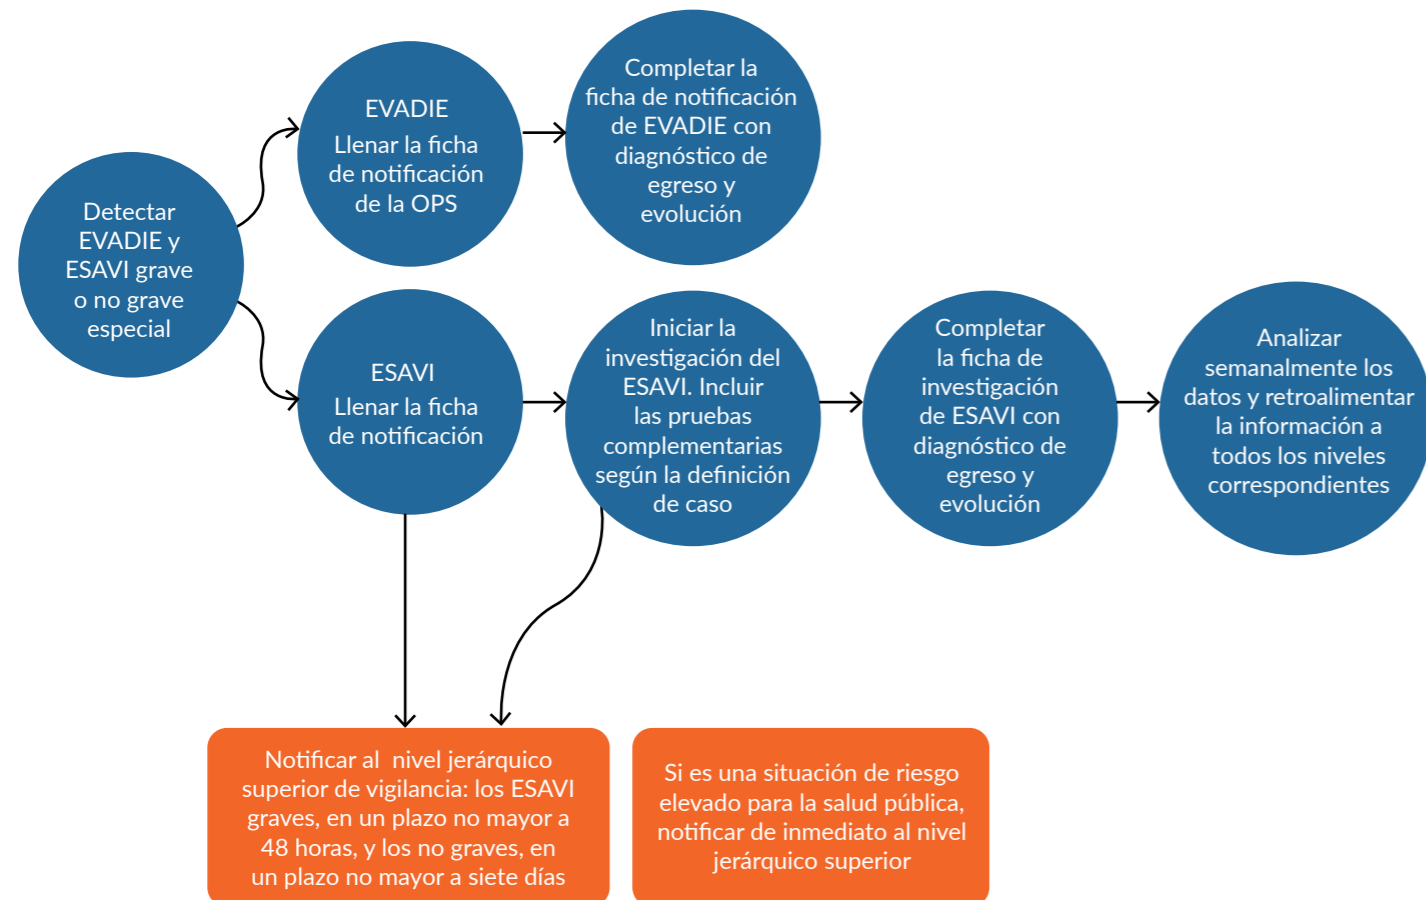 Detectar
EVADIE y
ESAVI grave
o no grave
especial
EVADIE
Llenar la ficha
de notificación
de la OPS
Completar la
ficha de notificación
de EVADIE con
diagnóstico de
egreso y
evolución
ESAVI
Llenar la ficha
de notificación
Iniciar la
investigación del
ESAVI. Incluir
las pruebas
complementarias
según la definición
de caso
Completar
la ficha de
investigación
de ESAVI con
diagnóstico de
egreso y
evolución
Analizar
semanalmente los
datos y retroalimentar
la información a
todos los niveles
correspondientes
Notificar al nivel jerárquico
superior de vigilancia: los ESAVI
graves, en un plazo no mayor a
48 horas, y los no graves, en
un plazo no mayor a siete días
Si es una situación de riesgo
elevado para la salud pública,
notificar de inmediato al nivel
jerárquico superior